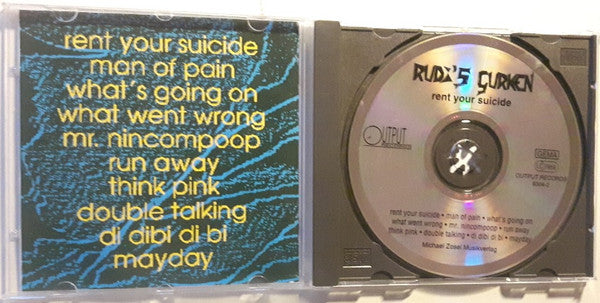 rent your suicide
man of pain
what's going on
what went wrong
mr. nincompoop
run away
think pink
double talking
di dibi di bi
mayday
RUDI'S GURKEN
rent your suicide
OUTPUT
GEMA
OUTPUT RECORDS
rent your suicide • man of pain • what's going on
what went wrong • mr. nincompoop • run away
think pink • double talking • di dibi di bi • mayday
Michael Zosel Musikverlag